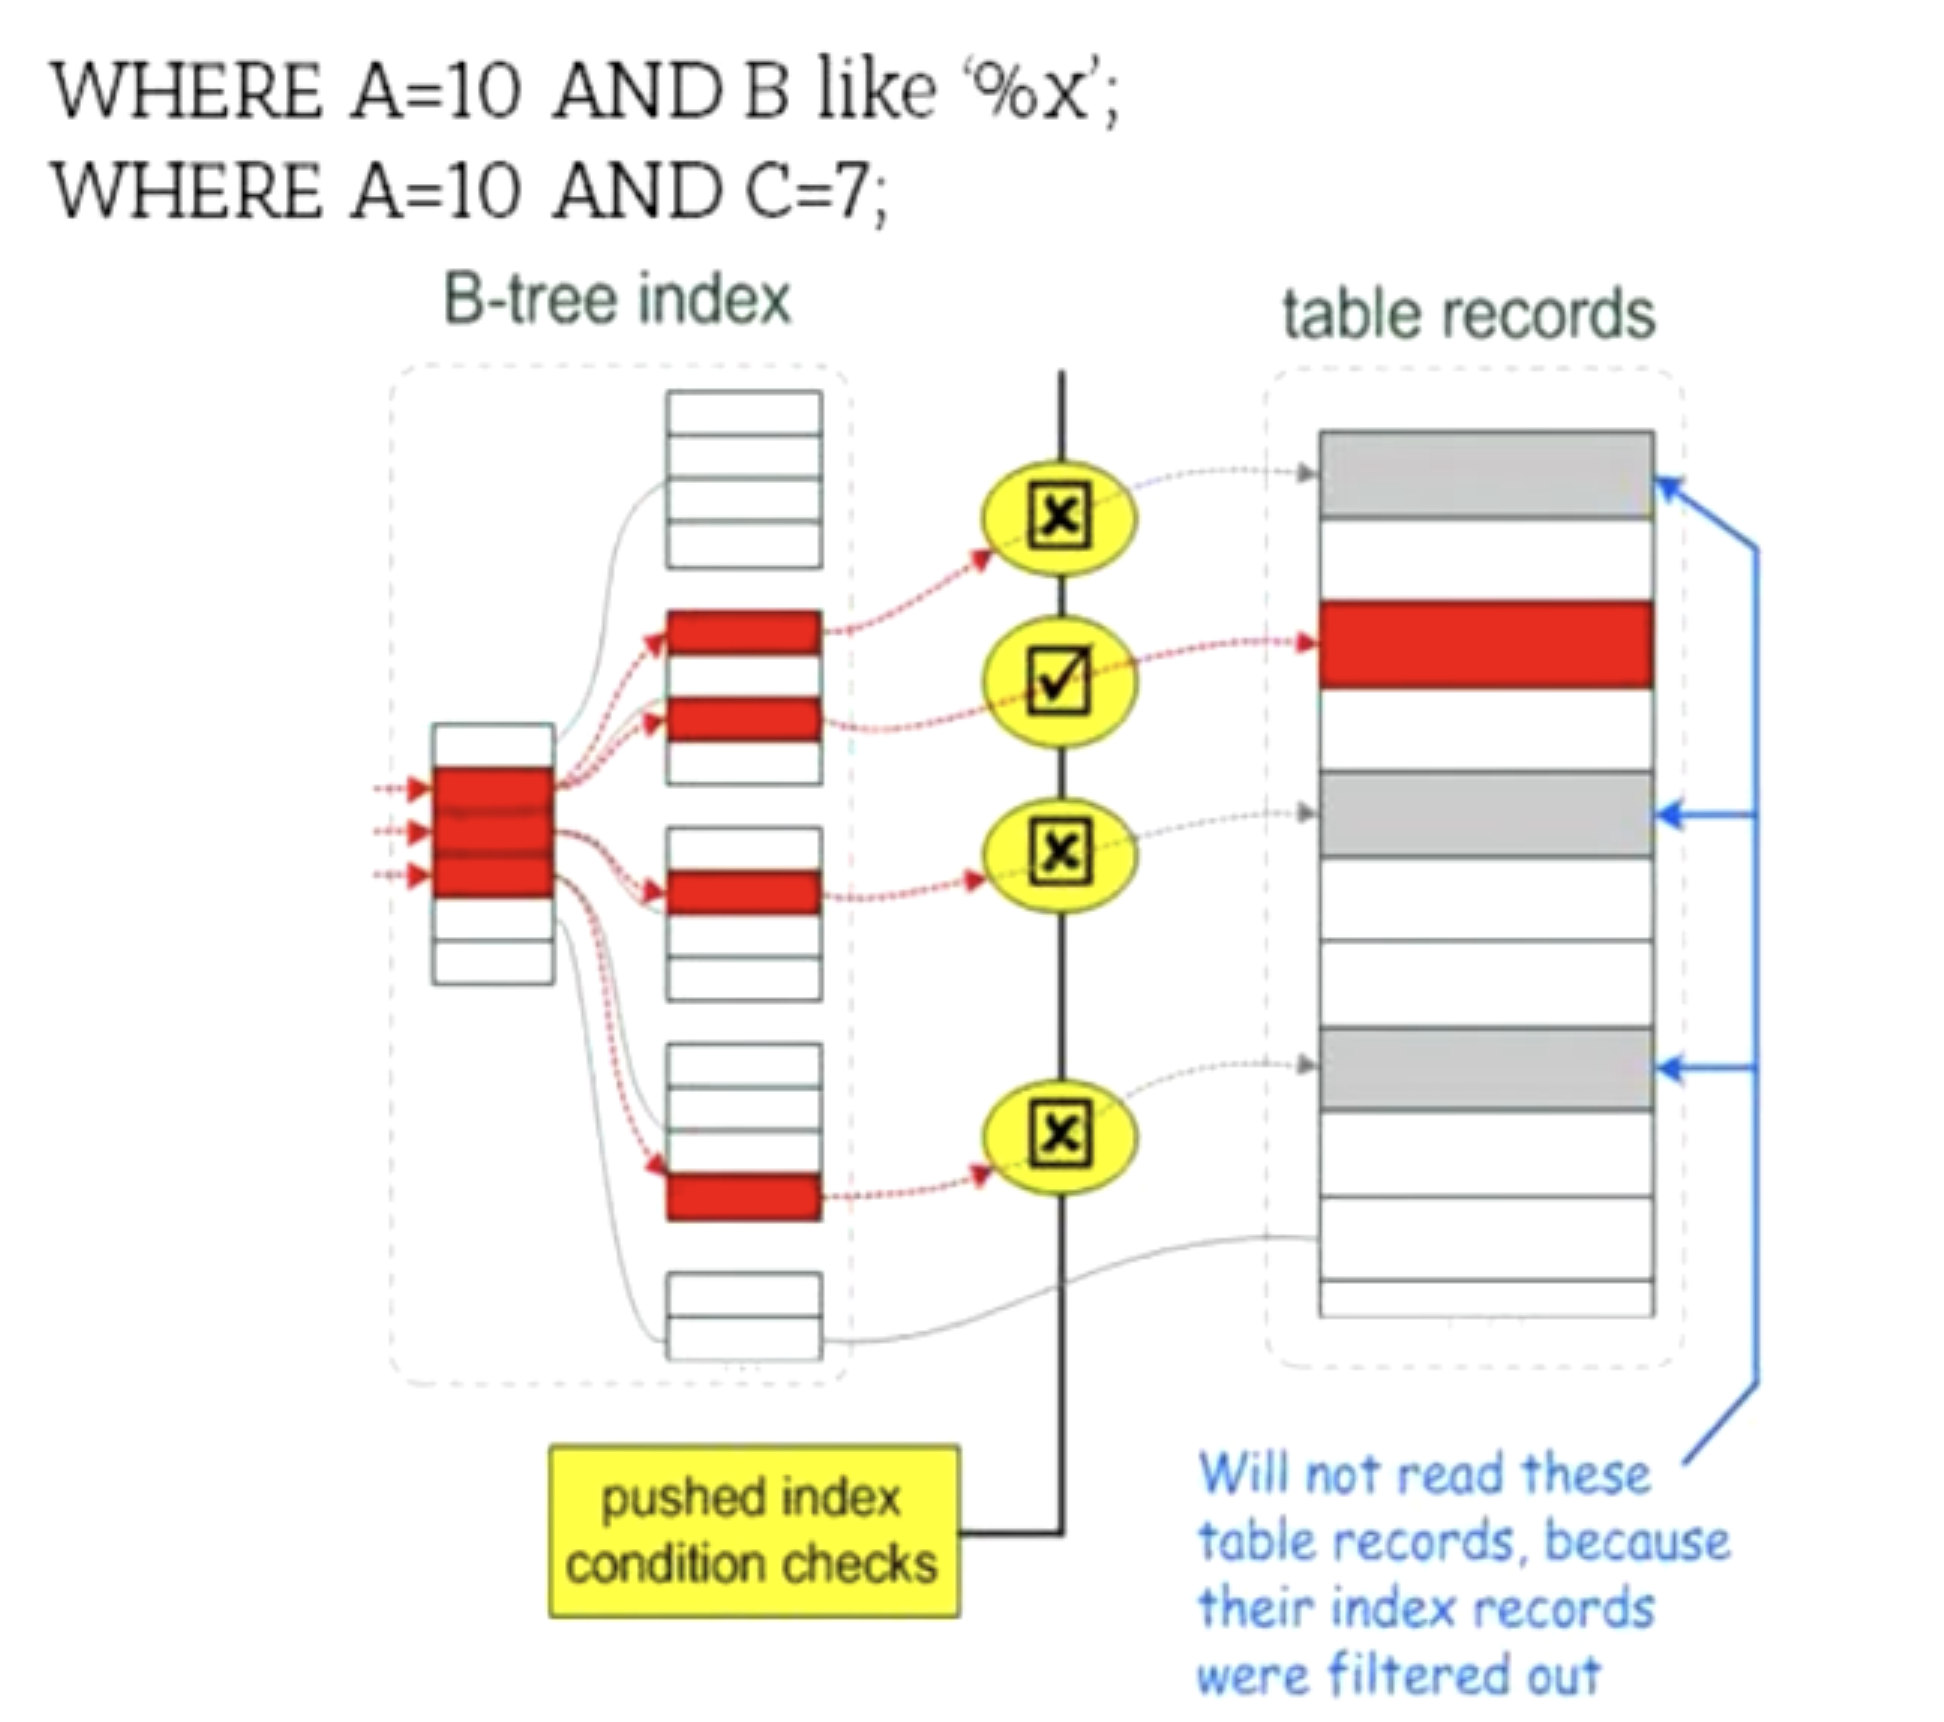 WHERE A=10 AND B like ‘%x’;
WHERE A=10 AND C=7;
B-tree index
table records
pushed index
condition checks
Will not read these
table records, because
their index records
were filtered out